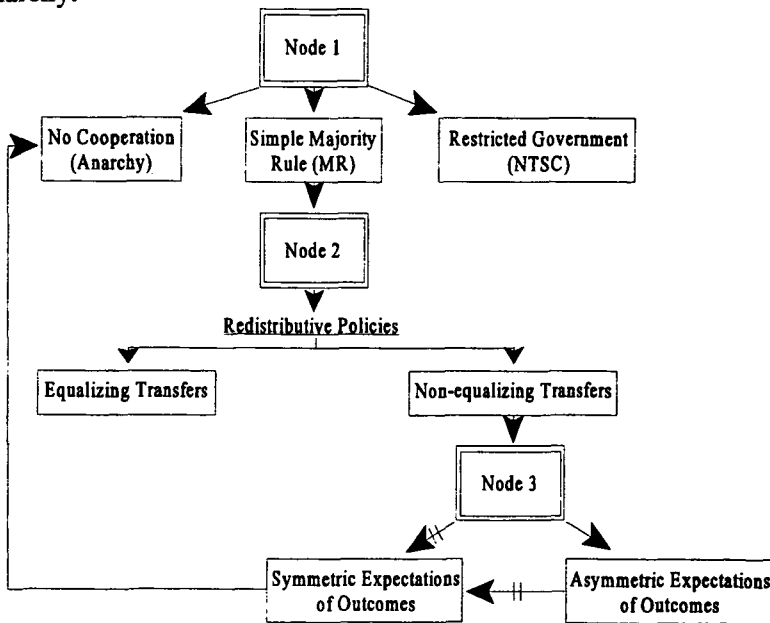 Node 1
No Cooperation
(Anarchy)
Simple Majority
Rule (MR)
Restricted Government
(NTSC)
Node 2
Redistributive Policies
Equalizing Transfers
Non-equalizing Transfers
Node 3
Symmetric Expectations
of Outcomes
Asymmetric Expectations
of Outcomes